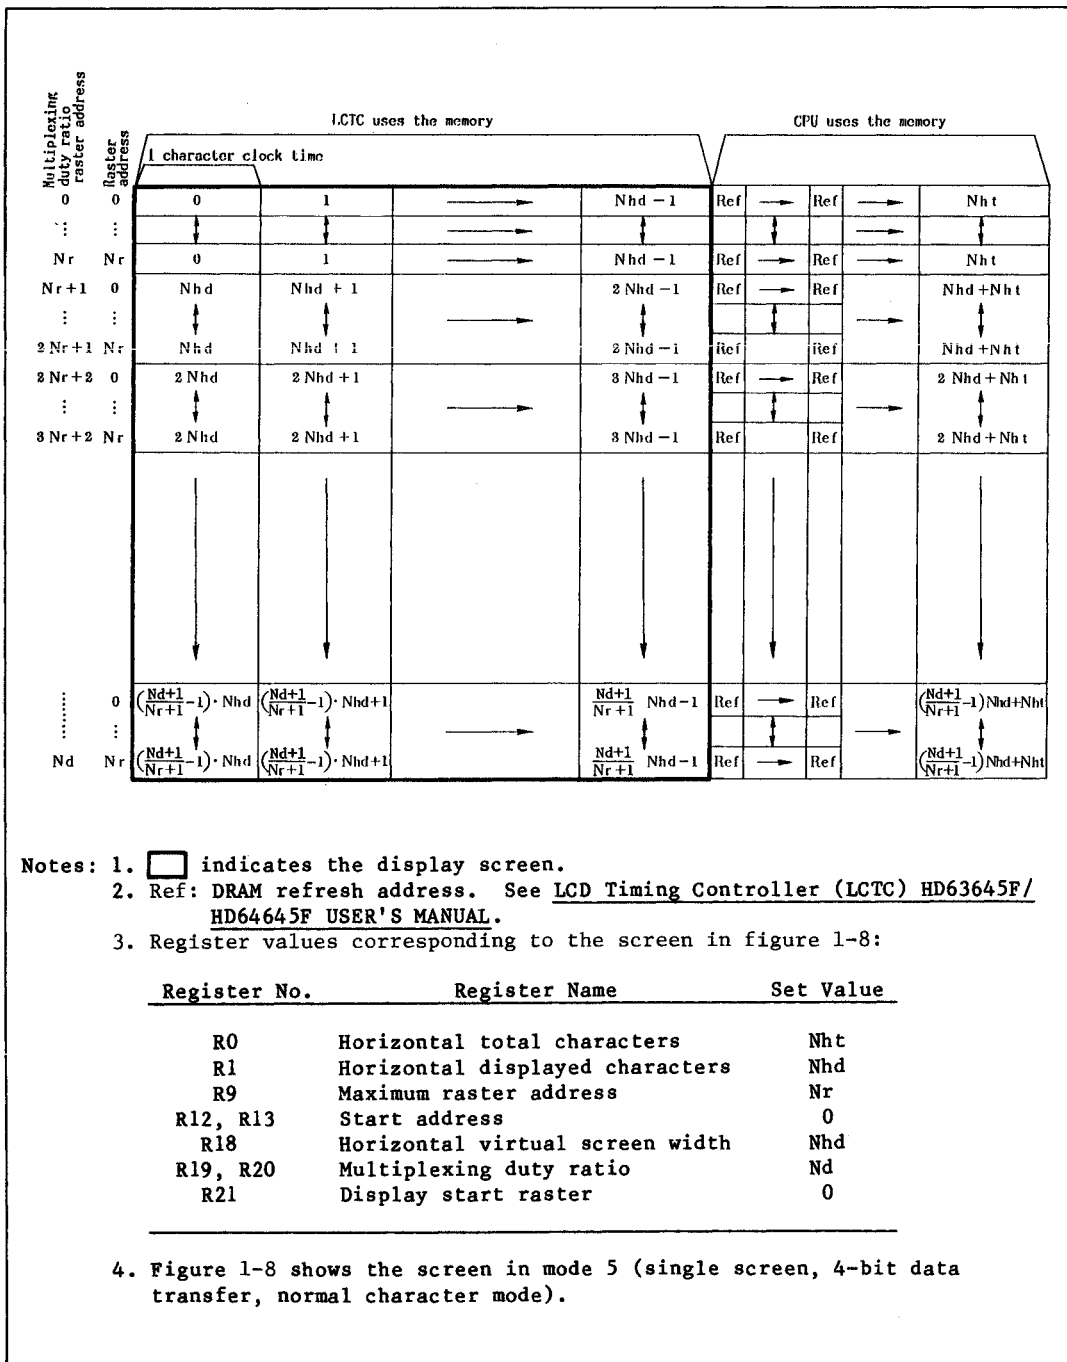 Multiplexing
duty ratio
raster address
Raster
address
LCTC uses the memory
CPU uses the memory
1 character clock time
0 0 0 1 Nhd − 1 Ref Ref Nht
Nr Nr 0 1 Nhd − 1 Ref Ref Nht
Nr+1 0 Nhd Nhd + 1 2 Nhd − 1 Ref Ref Nhd + Nht
2 Nr+1 Nr Nhd Nhd + 1 2 Nhd − 1 Ref Ref Nhd + Nht
2 Nr+2 0 2 Nhd 2 Nhd + 1 3 Nhd − 1 Ref Ref 2 Nhd + Nht
3 Nr+2 Nr 2 Nhd 2 Nhd + 1 3 Nhd − 1 Ref Ref 2 Nhd + Nht
0 (Nd+1/Nr+1 −1)·Nhd (Nd+1/Nr+1 −1)·Nhd+1 Nd+1/Nr+1 Nhd−1 Ref Ref (Nd+1/Nr+1 −1)Nhd+Nht
Nd Nr (Nd+1/Nr+1 −1)·Nhd (Nd+1/Nr+1 −1)·Nhd+1 Nd+1/Nr+1 Nhd−1 Ref Ref (Nd+1/Nr+1 −1)Nhd+Nht
Notes: 1. indicates the display screen.
2. Ref: DRAM refresh address. See LCD Timing Controller (LCTC) HD63645F/
HD64645F USER'S MANUAL.
3. Register values corresponding to the screen in figure 1-8:
Register No. Register Name Set Value
R0 Horizontal total characters Nht
R1 Horizontal displayed characters Nhd
R9 Maximum raster address Nr
R12, R13 Start address 0
R18 Horizontal virtual screen width Nhd
R19, R20 Multiplexing duty ratio Nd
R21 Display start raster 0
4. Figure 1-8 shows the screen in mode 5 (single screen, 4-bit data
transfer, normal character mode).